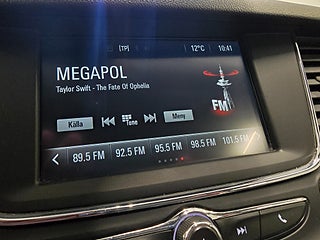 [TP] 12°C 10:41
MEGAPOL
Taylor Swift - The Fate Of Ophelia
FM
Källa Tone Meny
89.5 FM 92.5 FM 95.5 FM 98.5 FM 101.5 FM